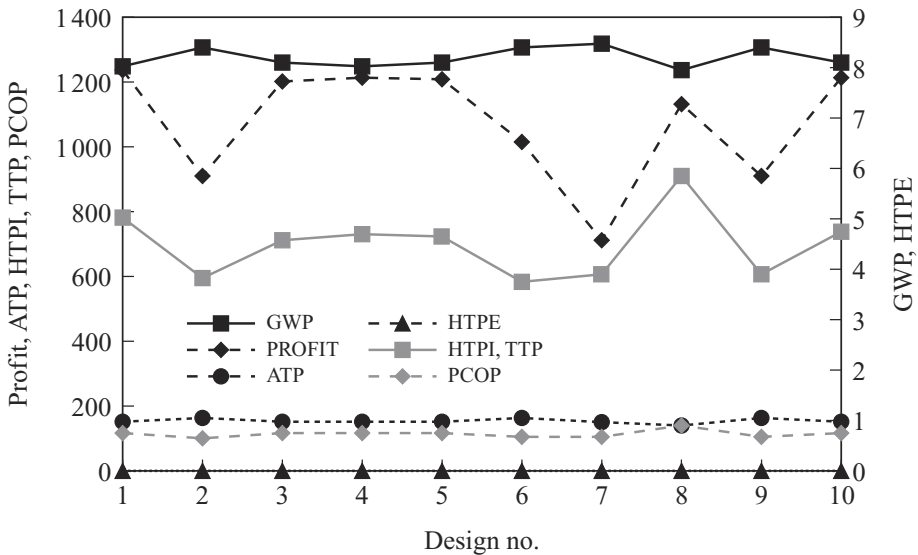 1 400
1 200
1 000
800
600
400
200
0
Profit, ATP, HTPI, TTP, PCOP
9
8
7
6
5
4
3
2
1
0
GWP, HTPE
GWP
HTPE
PROFIT
HTPI, TTP
ATP
PCOP
1 2 3 4 5 6 7 8 9 10
Design no.